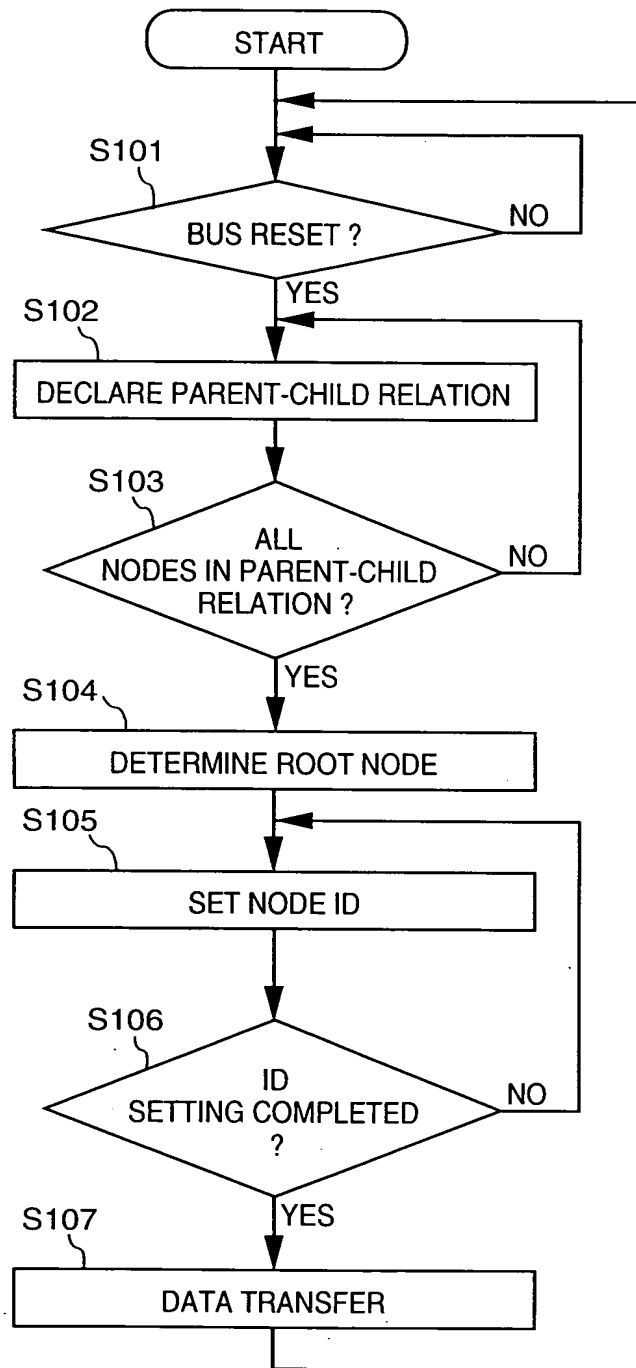 START
S101
BUS RESET ?
NO
YES
S102
DECLARE PARENT-CHILD RELATION
S103
ALL
NODES IN PARENT-CHILD
RELATION ?
NO
YES
S104
DETERMINE ROOT NODE
S105
SET NODE ID
S106
ID
SETTING COMPLETED
?
NO
YES
S107
DATA TRANSFER